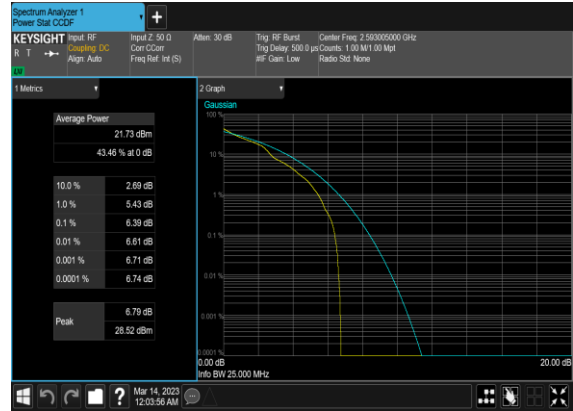 Spectrum Analyzer 1
Power Stat CCDF
KEYSIGHT
R T
LXI
Input: RF
Coupling: DC
Align: Auto
Input Z: 50 Ω
Corr CCorr
Freq Ref: Int (S)
Atten: 30 dB
Trig: RF Burst
Trig Delay: 500.0 µs
#IF Gain: Low
Center Freq: 2.593005000 GHz
Counts: 1.00 M/1.00 Mpt
Radio Std: None
1 Metrics
Average Power
21.73 dBm
43.46 % at 0 dB
10.0 % 2.69 dB
1.0 % 5.43 dB
0.1 % 6.39 dB
0.01 % 6.61 dB
0.001 % 6.71 dB
0.0001 % 6.74 dB
Peak
6.79 dB
28.52 dBm
2 Graph
Gaussian
100 %
10 %
1 %
0.1 %
0.01 %
0.001 %
0.0001 %
0.00 dB 20.00 dB
Info BW 25.000 MHz
?
Mar 14, 2023
12:03:56 AM